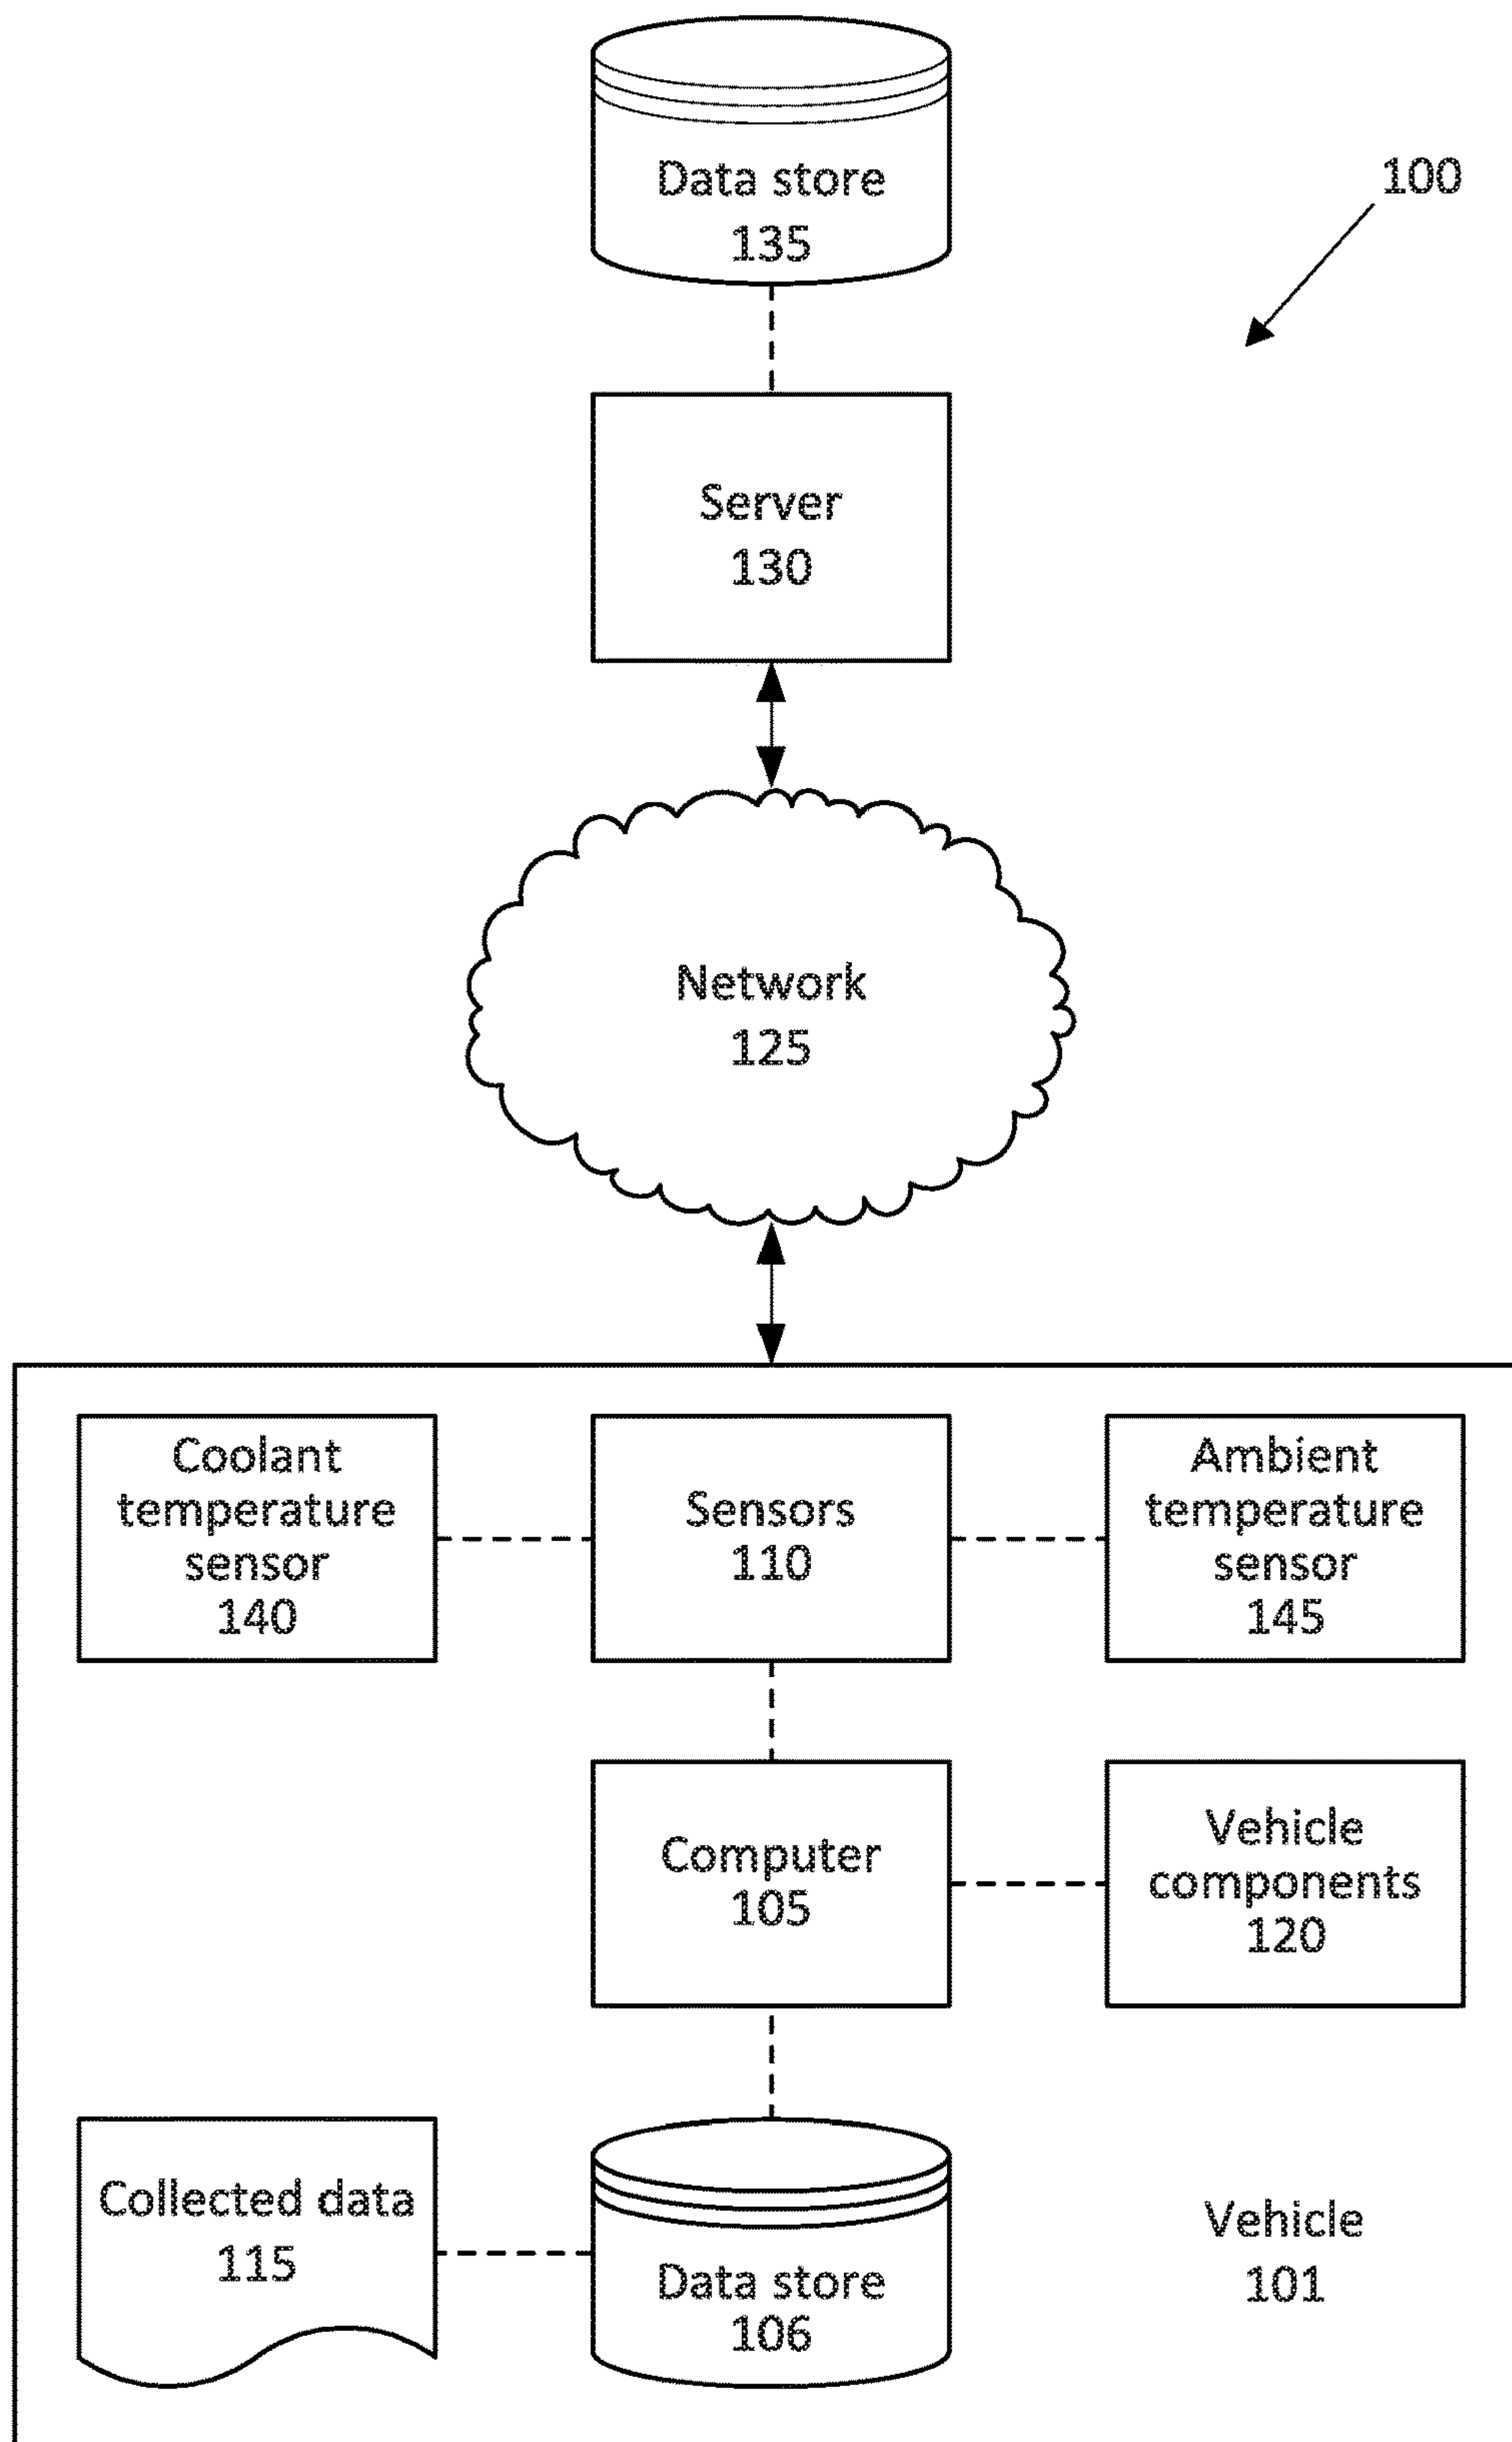 Data store
135
100
Server
130
Network
125
Coolant
temperature
sensor
140
Sensors
110
Ambient
temperature
sensor
145
Computer
105
Vehicle
components
120
Collected data
115
Data store
106
Vehicle
101